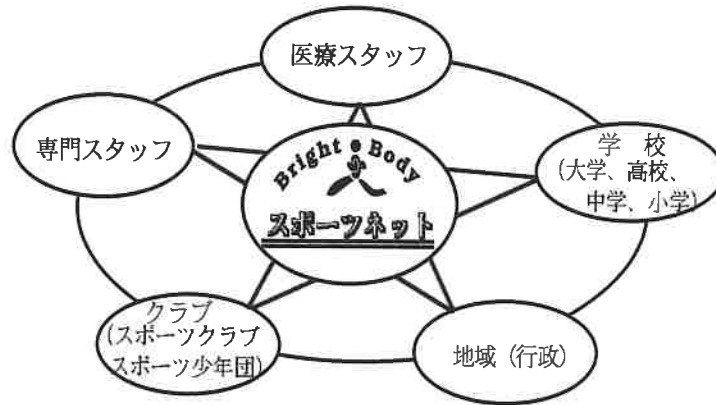 医療スタッフ
専門スタッフ
学 校
(大学、高校、
中学、小学)
Bright Body
スポーツネット
クラブ
(スポーツクラブ
スポーツ少年団)
地域 (行政)